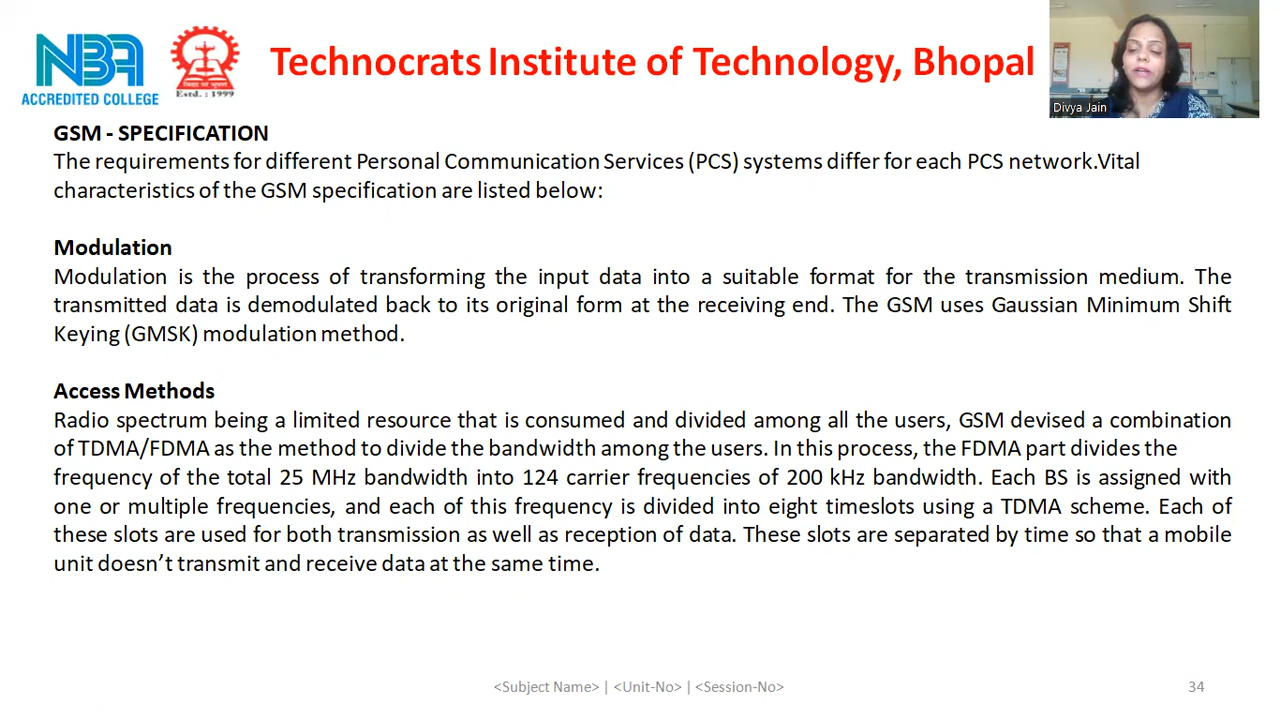 NBA
ACCREDITED COLLEGE
Estd. : 1999
Technocrats Institute of Technology, Bhopal
Divya Jain
GSM - SPECIFICATION
The requirements for different Personal Communication Services (PCS) systems differ for each PCS network.Vital
characteristics of the GSM specification are listed below:
Modulation
Modulation is the process of transforming the input data into a suitable format for the transmission medium. The
transmitted data is demodulated back to its original form at the receiving end. The GSM uses Gaussian Minimum Shift
Keying (GMSK) modulation method.
Access Methods
Radio spectrum being a limited resource that is consumed and divided among all the users, GSM devised a combination
of TDMA/FDMA as the method to divide the bandwidth among the users. In this process, the FDMA part divides the
frequency of the total 25 MHz bandwidth into 124 carrier frequencies of 200 kHz bandwidth. Each BS is assigned with
one or multiple frequencies, and each of this frequency is divided into eight timeslots using a TDMA scheme. Each of
these slots are used for both transmission as well as reception of data. These slots are separated by time so that a mobile
unit doesn’t transmit and receive data at the same time.
<Subject Name> | <Unit-No> | <Session-No>
34